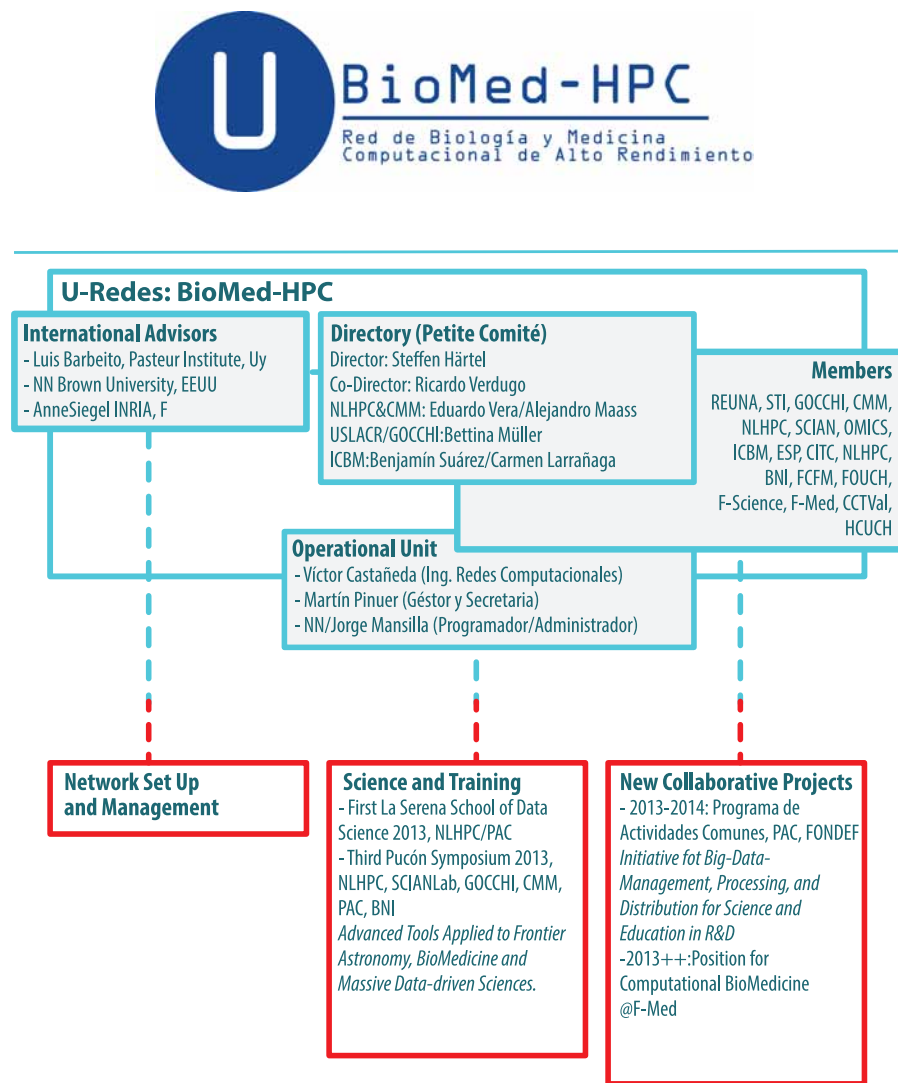 U
BioMed-HPC
Red de Biología y Medicina
Computacional de Alto Rendimiento
U-Redes: BioMed-HPC
International Advisors
- Luis Barbeito, Pasteur Institute, Uy
- NN Brown University, EEUU
- AnneSiegel INRIA, F
Directory (Petite Comité)
Director: Steffen Härtel
Co-Director: Ricardo Verdugo
NLHPC&CMM: Eduardo Vera/Alejandro Maass
USLACR/GOCCHI:Bettina Müller
ICBM:Benjamín Suárez/Carmen Larrañaga
Members
REUNA, STI, GOCCHI, CMM,
NLHPC, SCIAN, OMICS,
ICBM, ESP, CITC, NLHPC,
BNI, FCFM, FOUCH,
F-Science, F-Med, CCTVal,
HCUCH
Operational Unit
- Víctor Castañeda (Ing. Redes Computacionales)
- Martín Pinuer (Géstor y Secretaria)
- NN/Jorge Mansilla (Programador/Administrador)
Network Set Up
and Management
Science and Training
- First La Serena School of Data
Science 2013, NLHPC/PAC
- Third Pucón Symposium 2013,
NLHPC, SCIANLab, GOCCHI, CMM,
PAC, BNI
Advanced Tools Applied to Frontier
Astronomy, BioMedicine and
Massive Data-driven Sciences.
New Collaborative Projects
- 2013-2014: Programa de
Actividades Comunes, PAC, FONDEF
Initiative fot Big-Data-
Management, Processing, and
Distribution for Science and
Education in R&D
-2013++:Position for
Computational BioMedicine
@F-Med